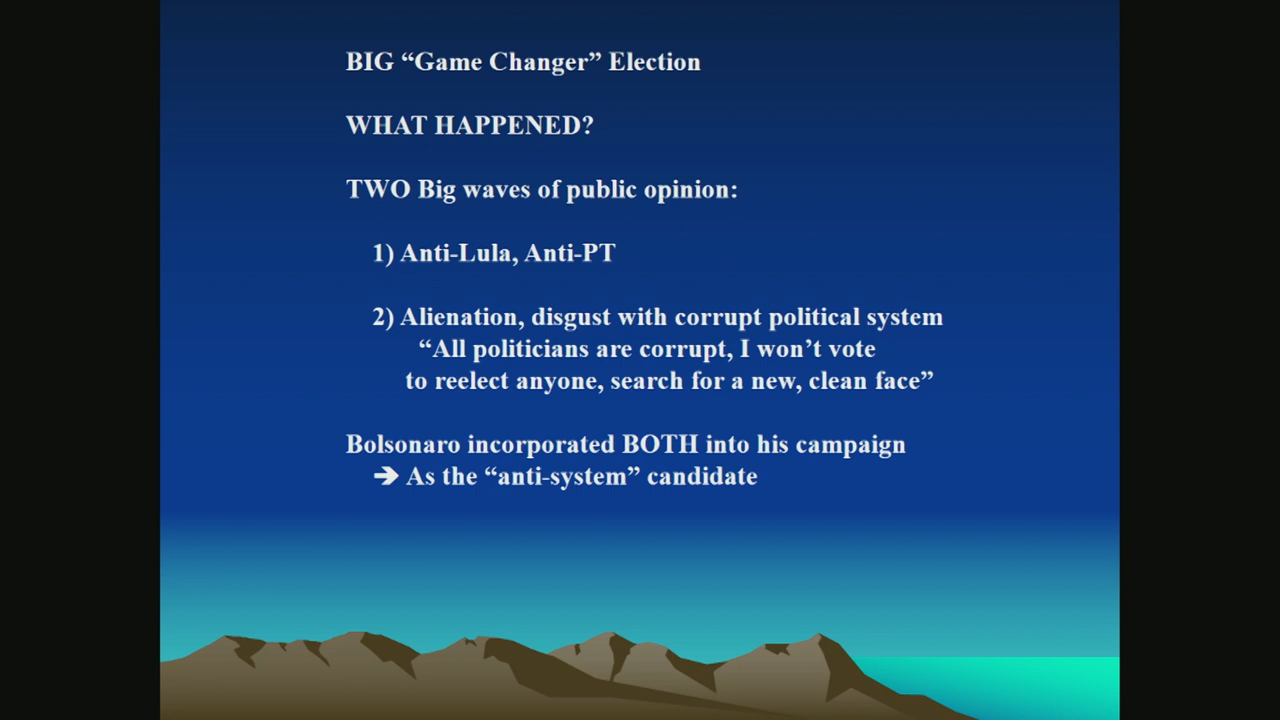 BIG “Game Changer” Election
WHAT HAPPENED?
TWO Big waves of public opinion:
1) Anti-Lula, Anti-PT
2) Alienation, disgust with corrupt political system
“All politicians are corrupt, I won’t vote
to reelect anyone, search for a new, clean face”
Bolsonaro incorporated BOTH into his campaign
➔ As the “anti-system” candidate